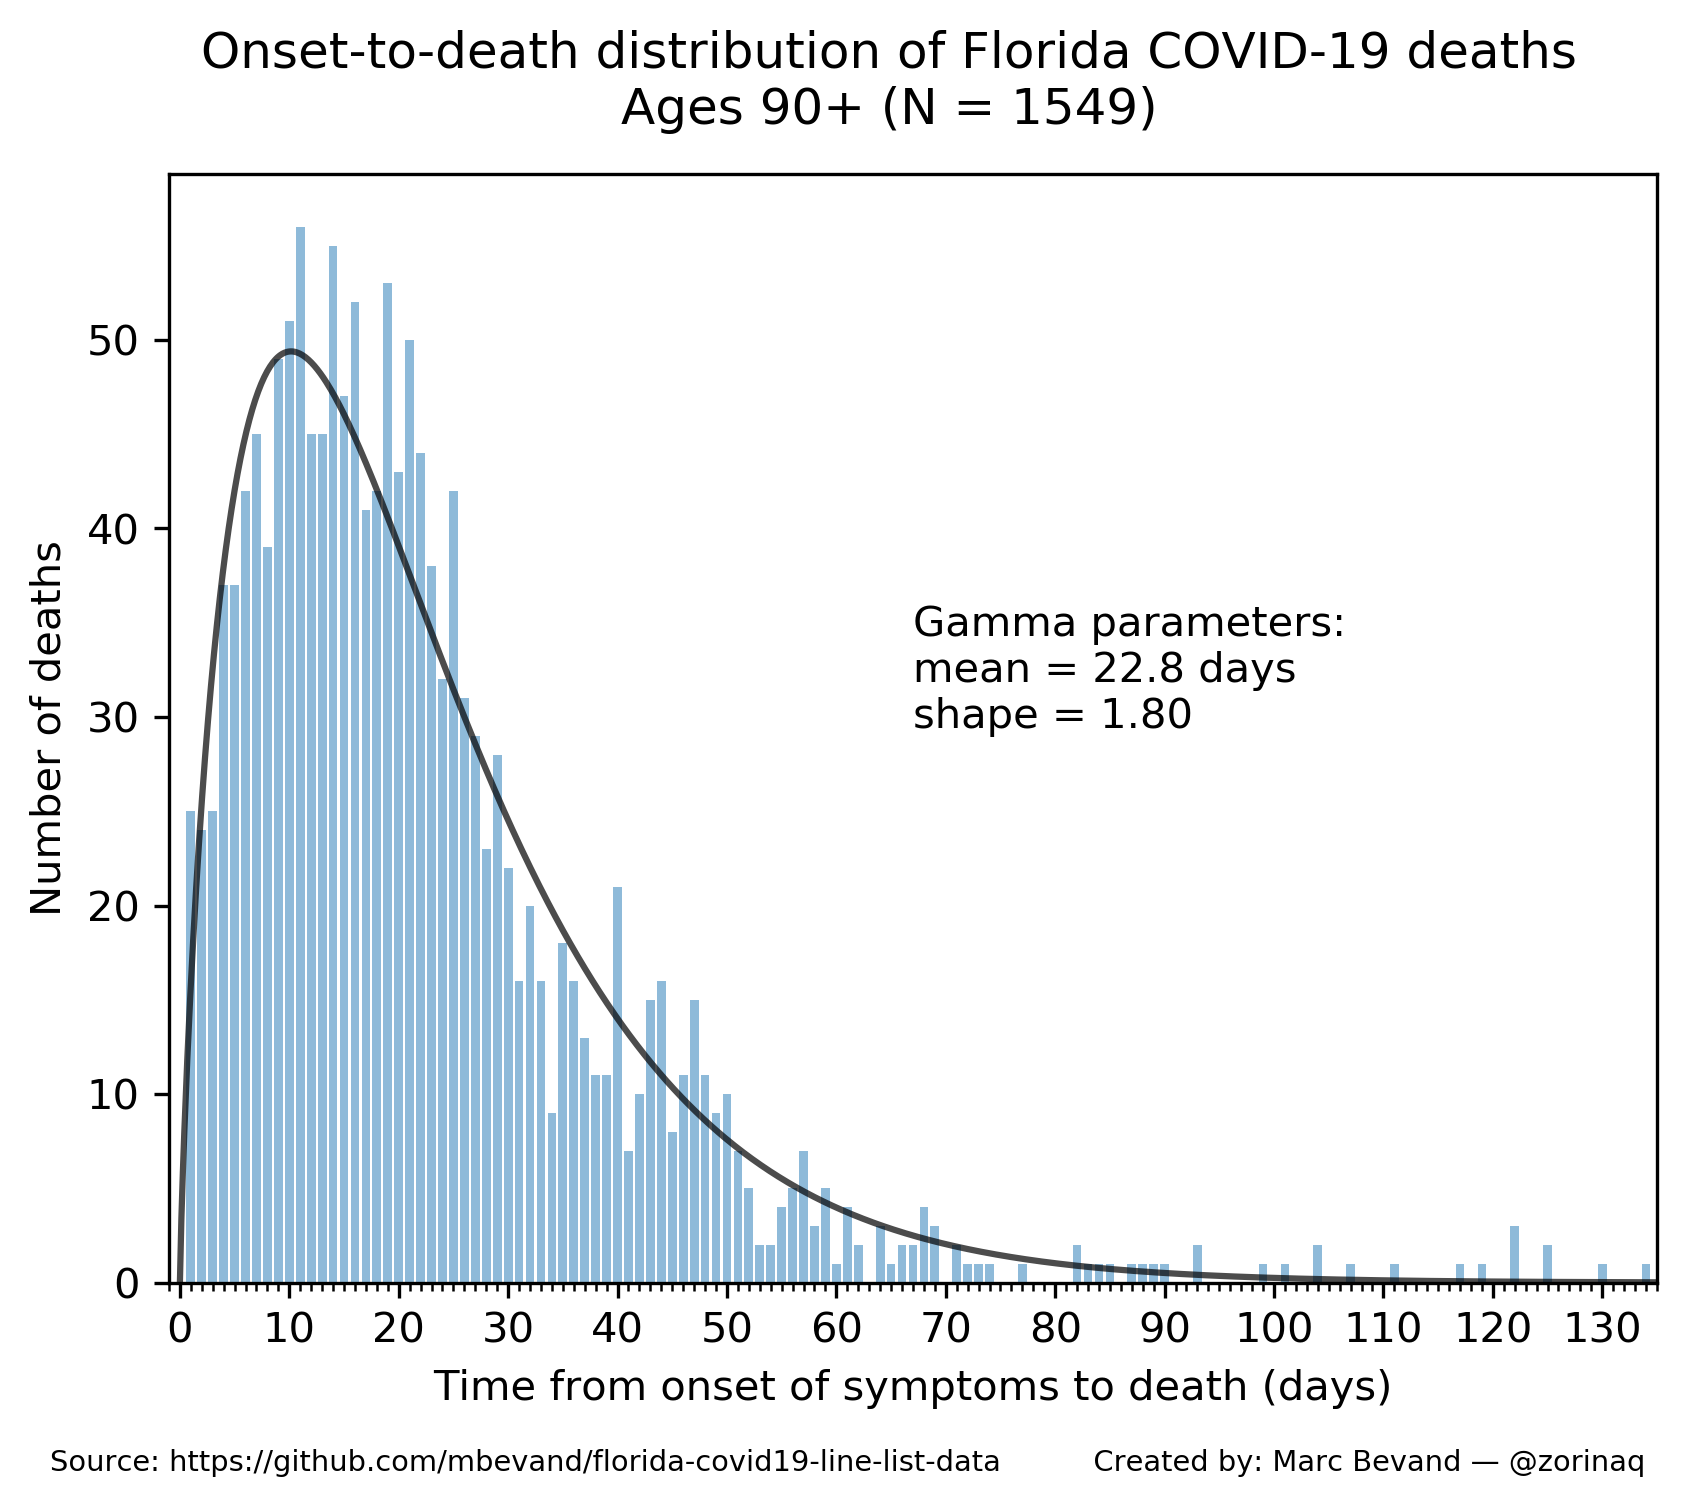 Onset-to-death distribution of Florida COVID-19 deaths
Ages 90+ (N = 1549)
50
40
30
20
10
0
Number of deaths
Gamma parameters:
mean = 22.8 days
shape = 1.80
0 10 20 30 40 50 60 70 80 90 100 110 120 130
Time from onset of symptoms to death (days)
Source: https://github.com/mbevand/florida-covid19-line-list-data Created by: Marc Bevand — @zorinaq